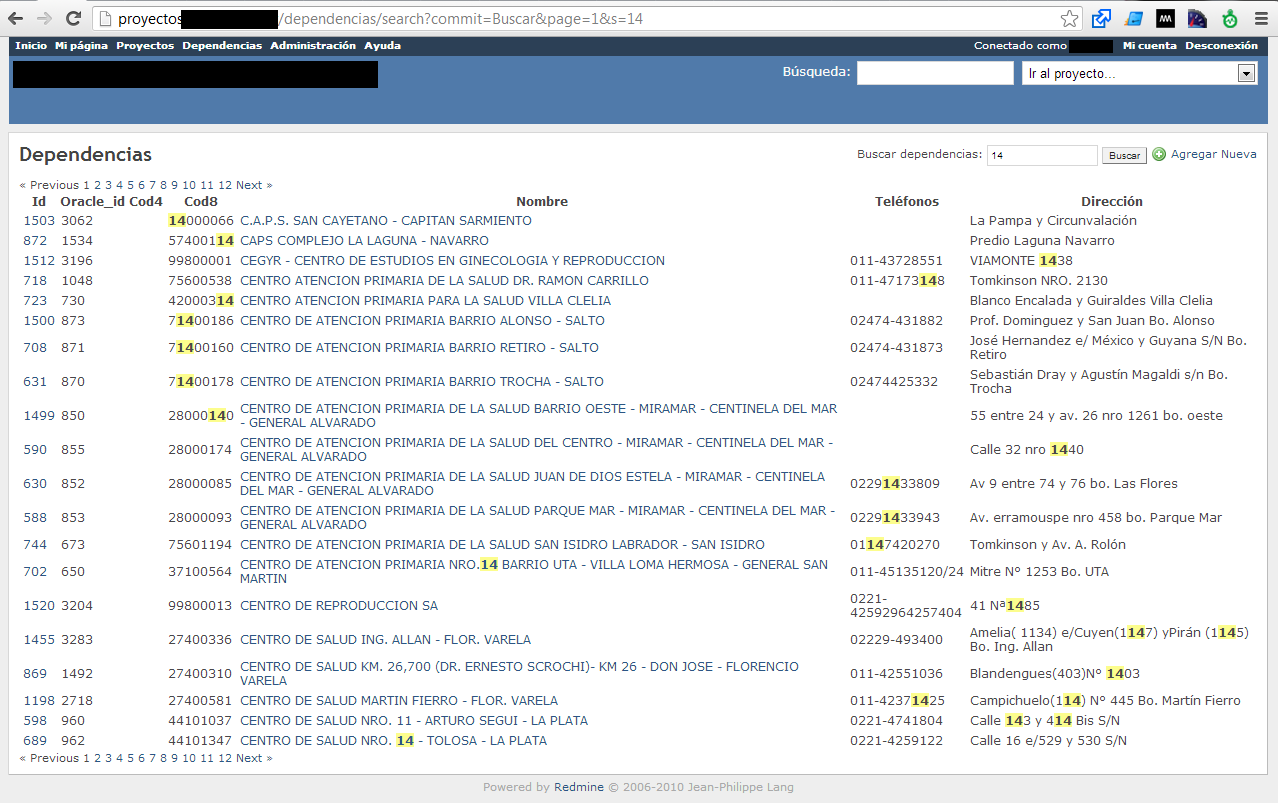 proyectos /dependencias/search?commit=Buscar&page=1&s=14
Inicio Mi página Proyectos Dependencias Administración Ayuda Conectado como Mi cuenta Desconexión
Búsqueda: Ir al proyecto...
Dependencias Buscar dependencias: 14 Buscar Agregar Nueva
« Previous 1 2 3 4 5 6 7 8 9 10 11 12 Next »
Id Oracle_id Cod4 Cod8 Nombre Teléfonos Dirección
1503 3062 14000066 C.A.P.S. SAN CAYETANO - CAPITAN SARMIENTO La Pampa y Circunvalación
872 1534 57400114 CAPS COMPLEJO LA LAGUNA - NAVARRO Predio Laguna Navarro
1512 3196 99800001 CEGYR - CENTRO DE ESTUDIOS EN GINECOLOGIA Y REPRODUCCION 011-43728551 VIAMONTE 1438
718 1048 75600538 CENTRO ATENCION PRIMARIA DE LA SALUD DR. RAMON CARRILLO 011-47173148 Tomkinson NRO. 2130
723 730 42000314 CENTRO ATENCION PRIMARIA PARA LA SALUD VILLA CLELIA Blanco Encalada y Guiraldes Villa Clelia
1500 873 71400186 CENTRO DE ATENCION PRIMARIA BARRIO ALONSO - SALTO 02474-431882 Prof. Dominguez y San Juan Bo. Alonso
708 871 71400160 CENTRO DE ATENCION PRIMARIA BARRIO RETIRO - SALTO 02474-431873 José Hernandez e/ México y Guyana S/N Bo.
Retiro
631 870 71400178 CENTRO DE ATENCION PRIMARIA BARRIO TROCHA - SALTO 02474425332 Sebastián Dray y Agustín Magaldi s/n Bo.
Trocha
1499 850 28000140 CENTRO DE ATENCION PRIMARIA DE LA SALUD BARRIO OESTE - MIRAMAR - CENTINELA DEL MAR
- GENERAL ALVARADO 55 entre 24 y av. 26 nro 1261 bo. oeste
590 855 28000174 CENTRO DE ATENCION PRIMARIA DE LA SALUD DEL CENTRO - MIRAMAR - CENTINELA DEL MAR -
GENERAL ALVARADO Calle 32 nro 1440
630 852 28000085 CENTRO DE ATENCION PRIMARIA DE LA SALUD JUAN DE DIOS ESTELA - MIRAMAR - CENTINELA
DEL MAR - GENERAL ALVARADO 02291433809 Av 9 entre 74 y 76 bo. Las Flores
588 853 28000093 CENTRO DE ATENCION PRIMARIA DE LA SALUD PARQUE MAR - MIRAMAR - CENTINELA DEL MAR -
GENERAL ALVARADO 02291433943 Av. erramouspe nro 458 bo. Parque Mar
744 673 75601194 CENTRO DE ATENCION PRIMARIA DE LA SALUD SAN ISIDRO LABRADOR - SAN ISIDRO 01147420270 Tomkinson y Av. A. Rolón
702 650 37100564 CENTRO DE ATENCION PRIMARIA NRO.14 BARRIO UTA - VILLA LOMA HERMOSA - GENERAL SAN
MARTIN 011-45135120/24 Mitre N° 1253 Bo. UTA
1520 3204 99800013 CENTRO DE REPRODUCCION SA 0221-
42592964257404 41 Nª1485
1455 3283 27400336 CENTRO DE SALUD ING. ALLAN - FLOR. VARELA 02229-493400 Amelia( 1134) e/Cuyen(1147) yPirán (1145)
Bo. Ing. Allan
869 1492 27400310 CENTRO DE SALUD KM. 26,700 (DR. ERNESTO SCROCHI)- KM 26 - DON JOSE - FLORENCIO
VARELA 011-42551036 Blandengues(403)N° 1403
1198 2718 27400581 CENTRO DE SALUD MARTIN FIERRO - FLOR. VARELA 011-42371425 Campichuelo(114) N° 445 Bo. Martín Fierro
598 960 44101037 CENTRO DE SALUD NRO. 11 - ARTURO SEGUI - LA PLATA 0221-4741804 Calle 143 y 414 Bis S/N
689 962 44101347 CENTRO DE SALUD NRO. 14 - TOLOSA - LA PLATA 0221-4259122 Calle 16 e/529 y 530 S/N
« Previous 1 2 3 4 5 6 7 8 9 10 11 12 Next »
Powered by Redmine © 2006-2010 Jean-Philippe Lang